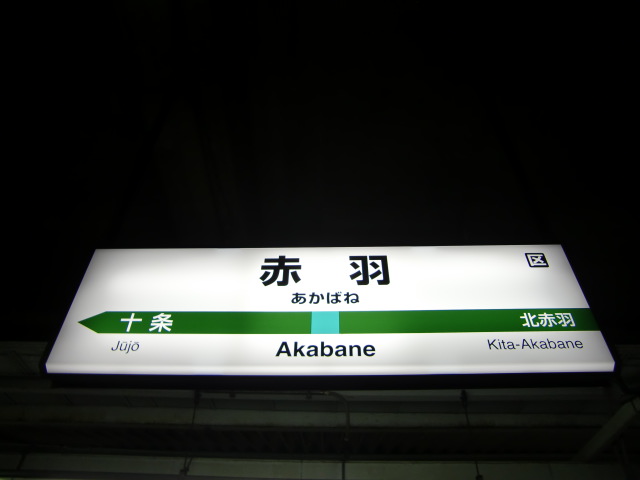 赤羽
区
あかばね
十条
北赤羽
Jūjō
Akabane
Kita-Akabane